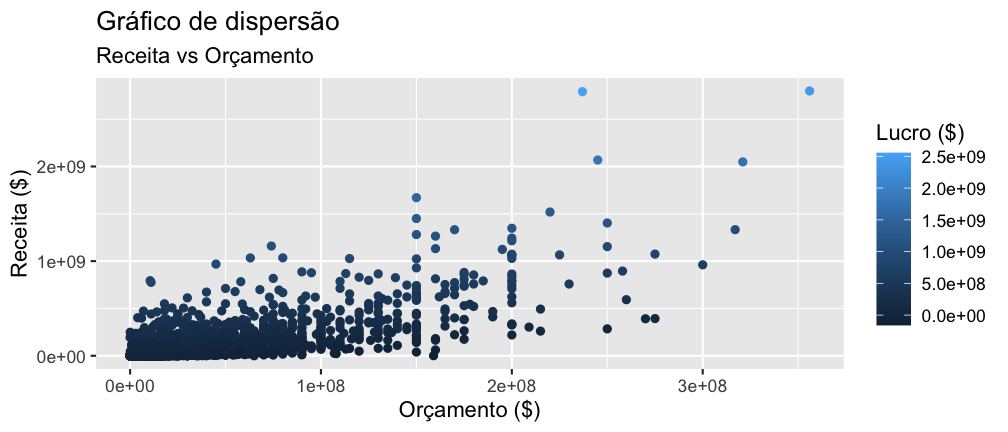 Gráfico de dispersão
Receita vs Orçamento
Receita ($)
2e+09
1e+09
0e+00
0e+00 1e+08 2e+08 3e+08
Orçamento ($)
Lucro ($)
2.5e+09
2.0e+09
1.5e+09
1.0e+09
5.0e+08
0.0e+00